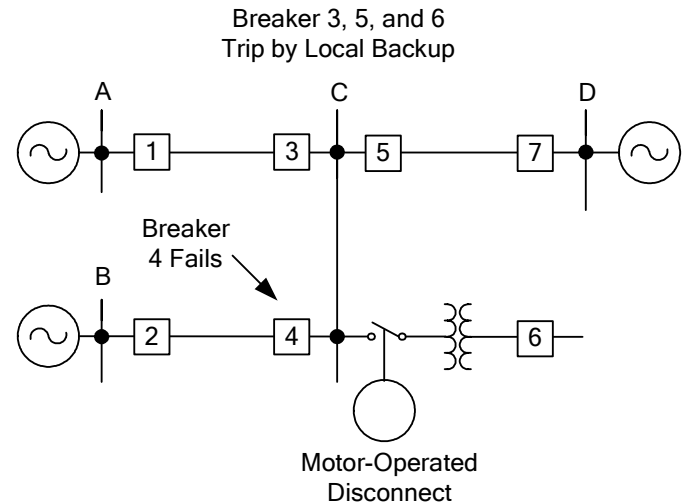 Breaker 3, 5, and 6
Trip by Local Backup
A
C
D
1
3
5
7
Breaker
4 Fails
B
2
4
6
Motor-Operated
Disconnect